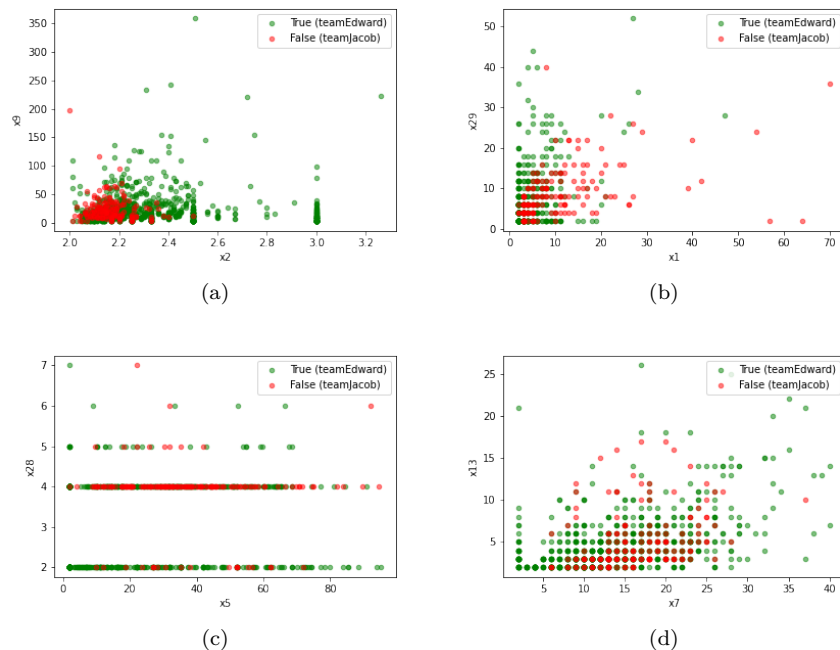 True (teamEdward)
False (teamJacob)
350
300
250
200
150
100
50
0
x9
2.0 2.2 2.4 2.6 2.8 3.0 3.2
x2
(a)
True (teamEdward)
False (teamJacob)
50
40
30
20
10
0
x29
0 10 20 30 40 50 60 70
x1
(b)
True (teamEdward)
False (teamJacob)
7
6
5
4
3
2
x28
0 20 40 60 80
x5
(c)
True (teamEdward)
False (teamJacob)
25
20
15
10
5
x13
5 10 15 20 25 30 35 40
x7
(d)